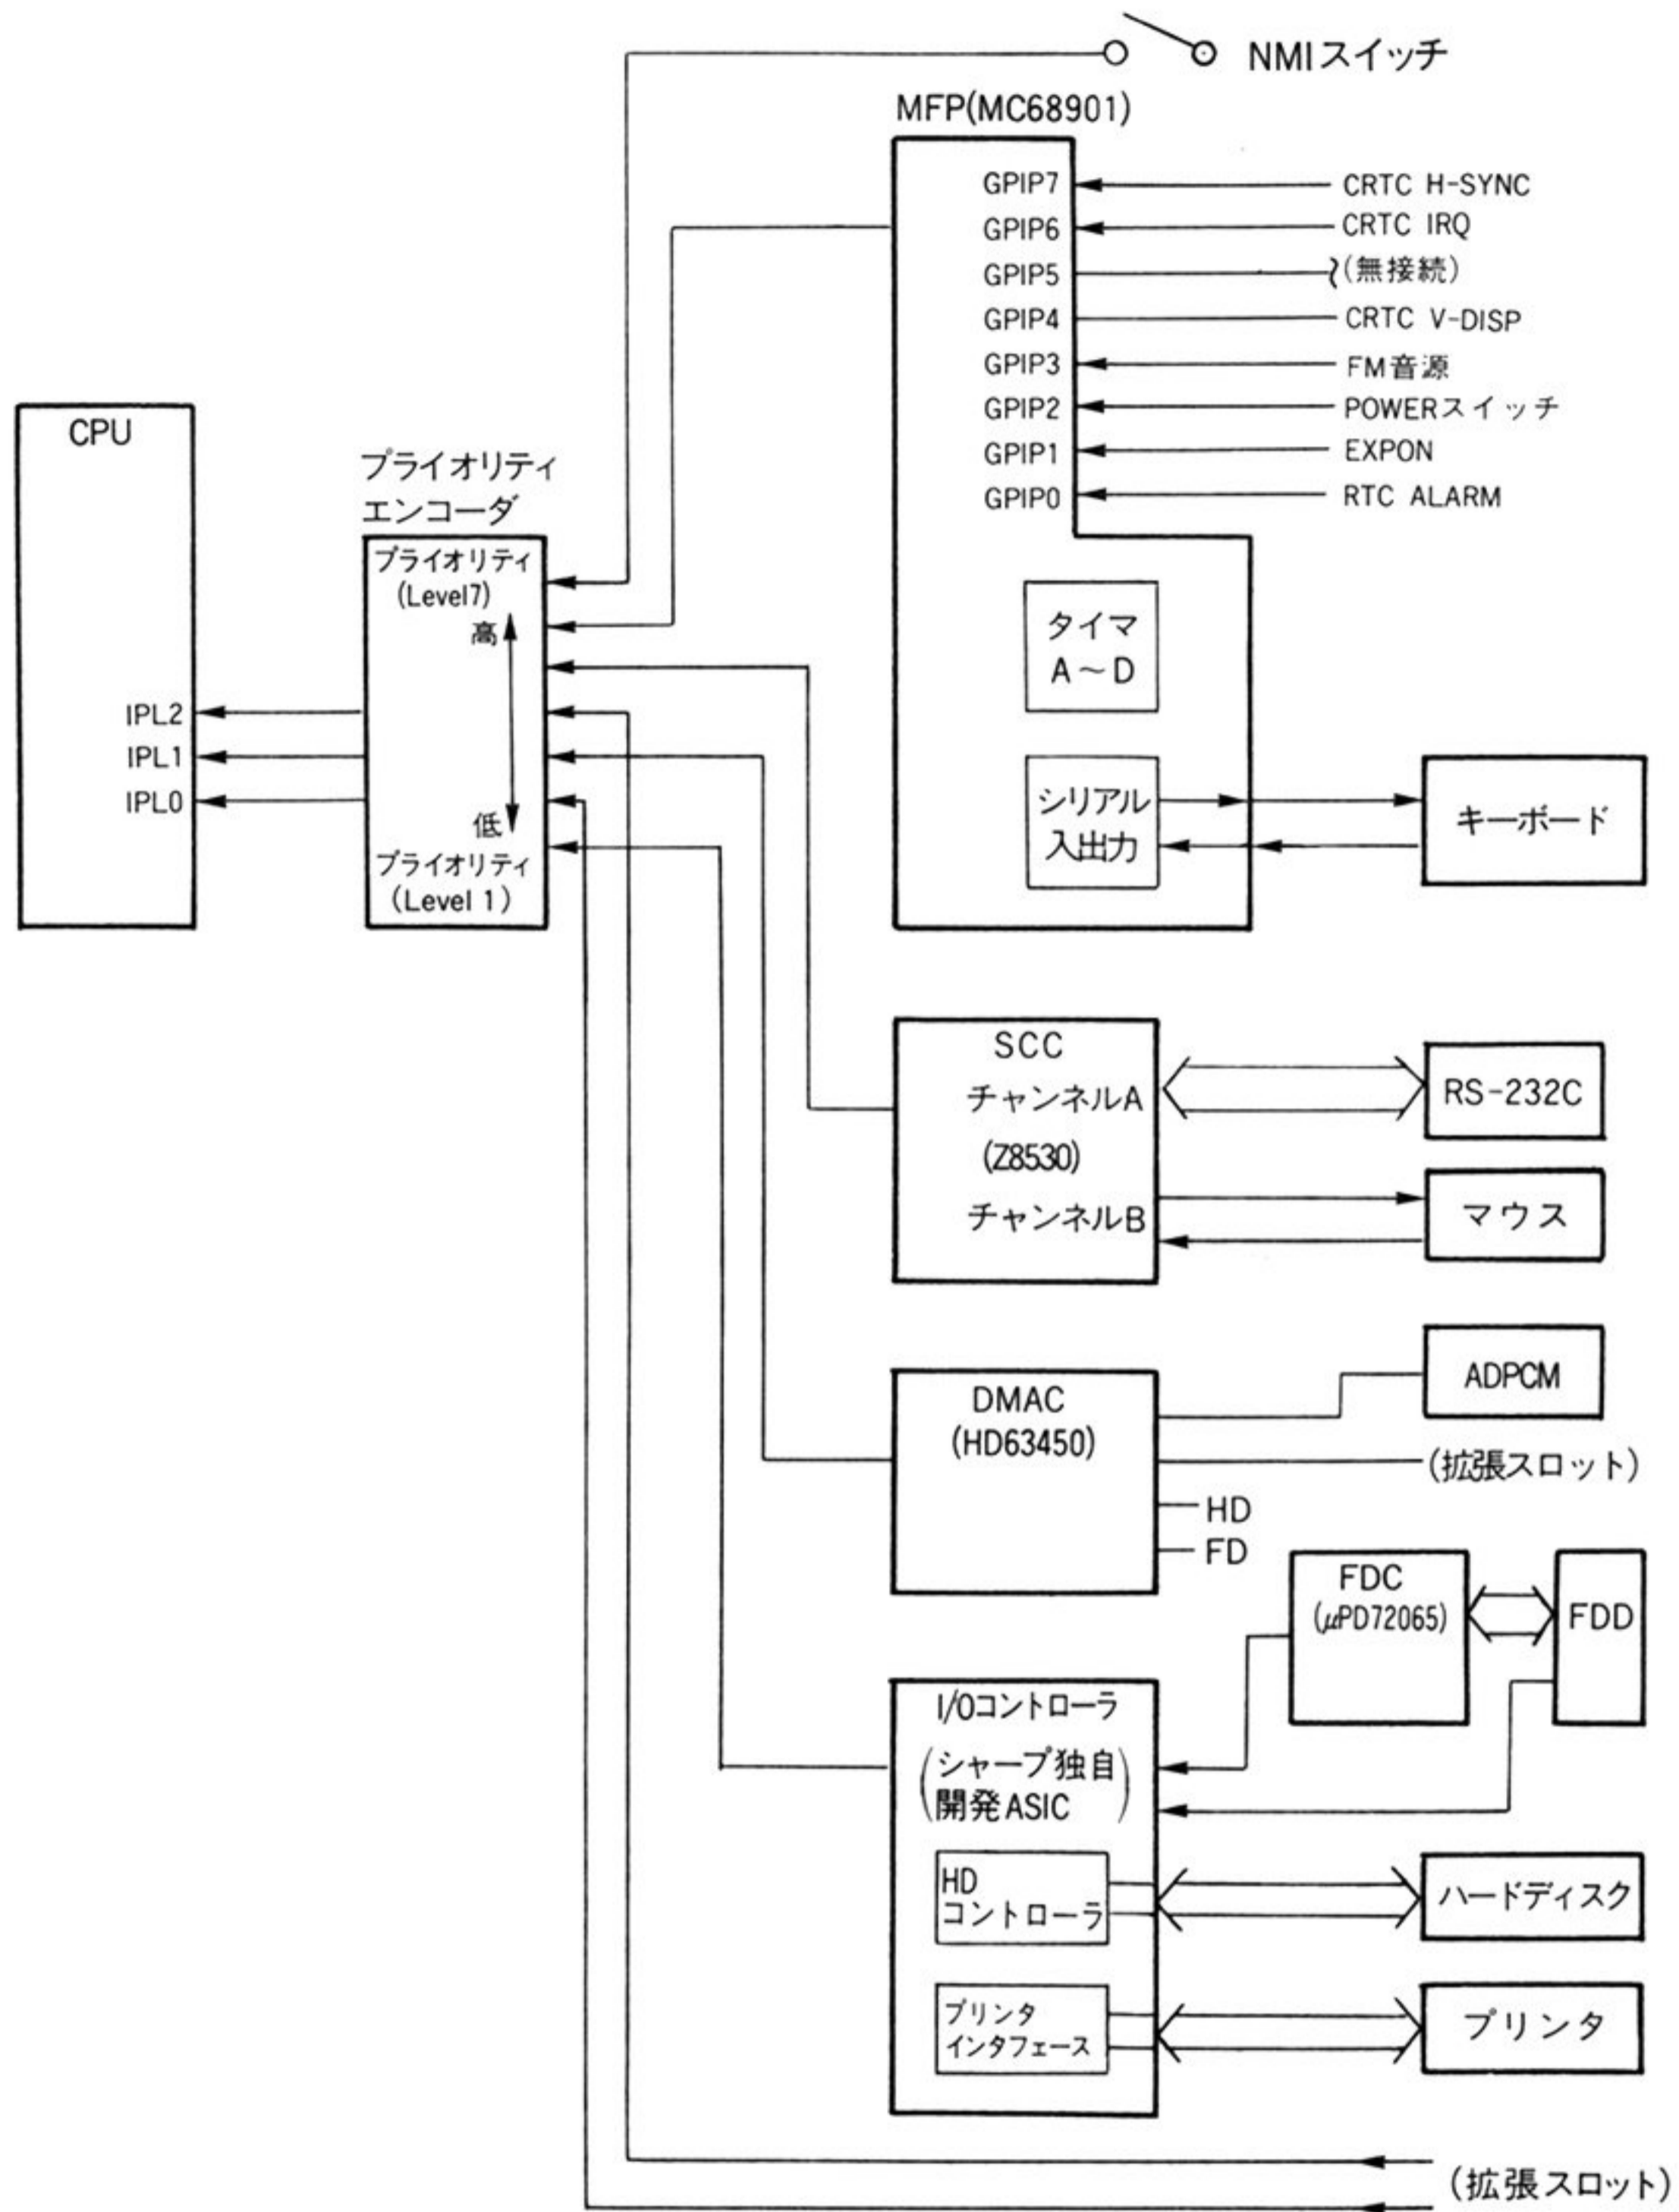 NMIスイッチ
MFP(MC68901)
GPIP7
CRTC H-SYNC
GPIP6
CRTC IRQ
GPIP5
(無接続)
GPIP4
CRTC V-DISP
GPIP3
FM音源
GPIP2
POWERスイッチ
GPIP1
EXPON
GPIP0
RTC ALARM
タイマ
A～D
シリアル
入出力
キーボード
CPU
IPL2
IPL1
IPL0
プライオリティ
エンコーダ
プライオリティ
(Level7)
高
低
プライオリティ
(Level 1)
SCC
チャンネルA
(Z8530)
チャンネルB
RS-232C
マウス
DMAC
(HD63450)
ADPCM
(拡張スロット)
HD
FD
FDC
(μPD72065)
FDD
I/Oコントローラ
(シャープ独自
開発ASIC)
HD
コントローラ
ハードディスク
プリンタ
インタフェース
プリンタ
(拡張スロット)